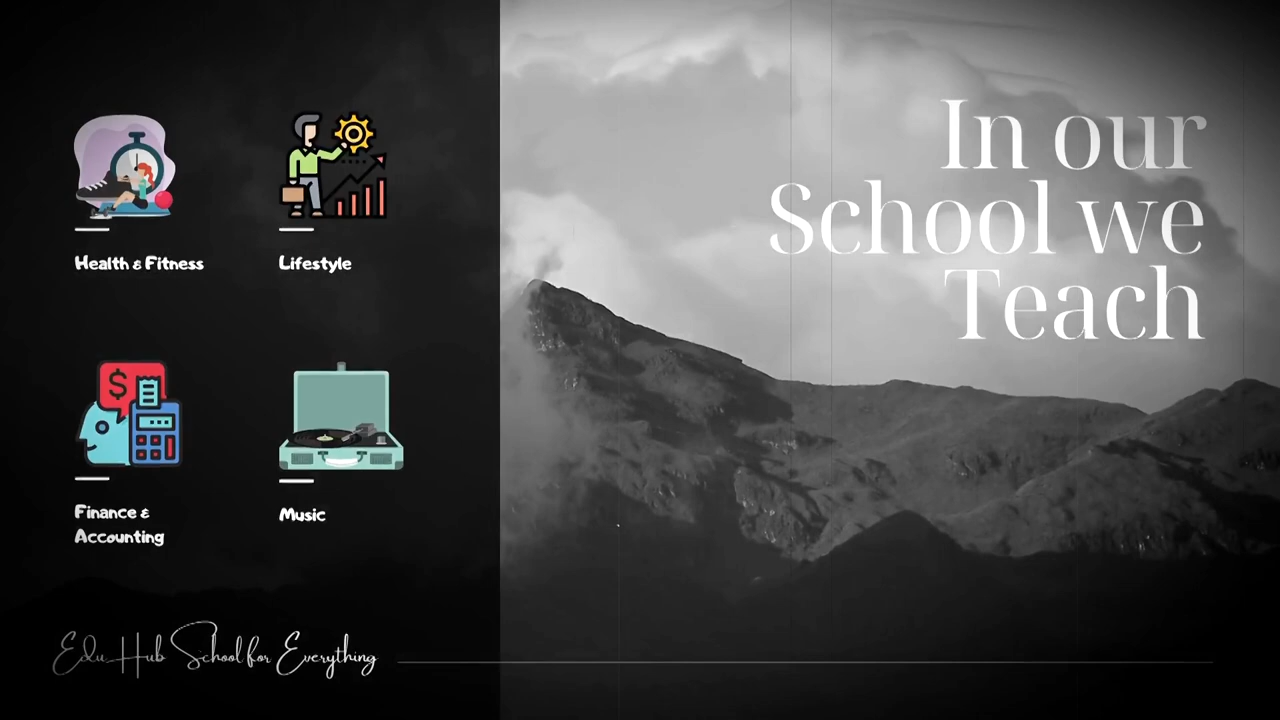 In our
School we
Teach
Health & Fitness
Lifestyle
Finance &
Accounting
Music
Edu Hub School for Everything